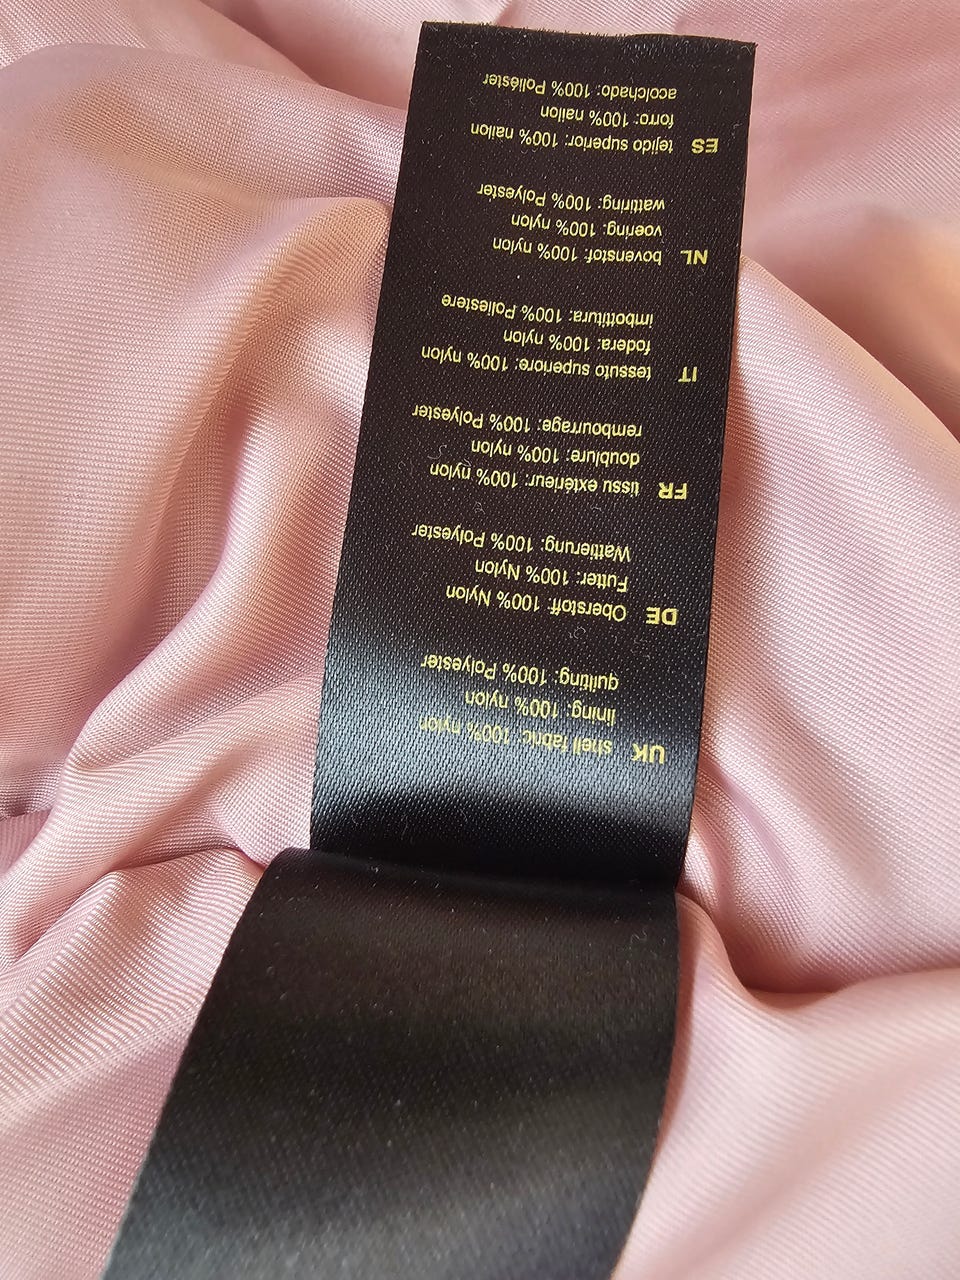 UK shell fabric: 100% nylon
lining: 100% nylon
quilting: 100% Polyester
DE Oberstoff: 100% Nylon
Futter: 100% Nylon
Wattierung: 100% Polyester
FR tissu extérieur: 100% nylon
doublure: 100% nylon
rembourrage: 100% Polyester
IT tessuto superiore: 100% nylon
fodera: 100% nylon
imbottitura: 100% Poliestere
NL bovenstof: 100% nylon
voering: 100% nylon
wattiring: 100% Polyester
ES tejido superior: 100% nailon
forro: 100% nailon
acolchado: 100% Poliéster